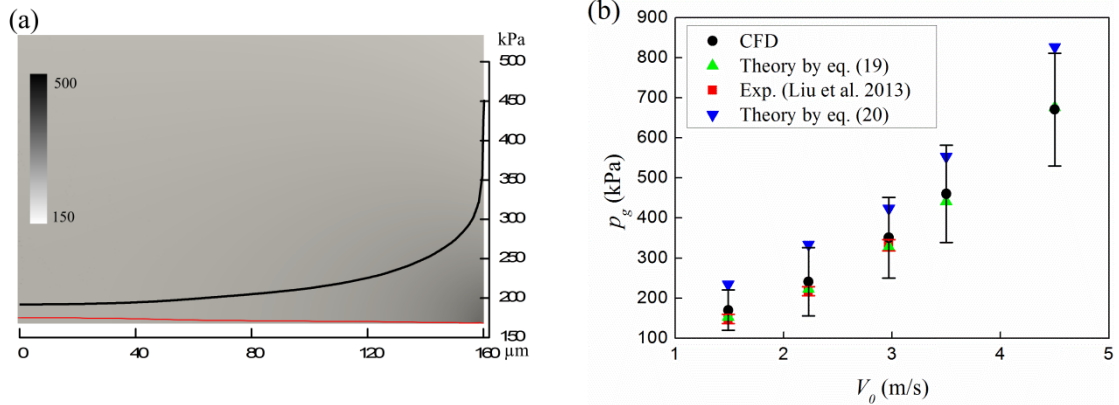 (a)
kPa
500
450
400
350
300
250
200
150
500
150
0
40
80
120
160
μm
(b)
900
800
700
600
500
400
300
200
100
p_g (kPa)
CFD
Theory by eq. (19)
Exp. (Liu et al. 2013)
Theory by eq. (20)
1
2
3
4
5
V_0 (m/s)